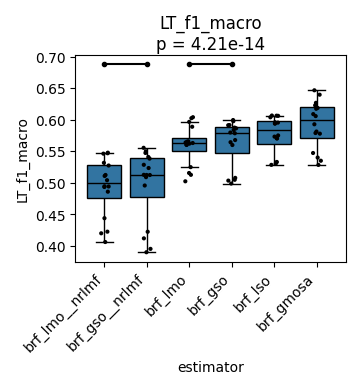 LT_f1_macro
p = 4.21e-14
LT_f1_macro
0.70
0.65
0.60
0.55
0.50
0.45
0.40
brf_lmo__nrlmf
brf_gso__nrlmf
brf_lmo
brf_gso
brf_lso
brf_gmosa
estimator